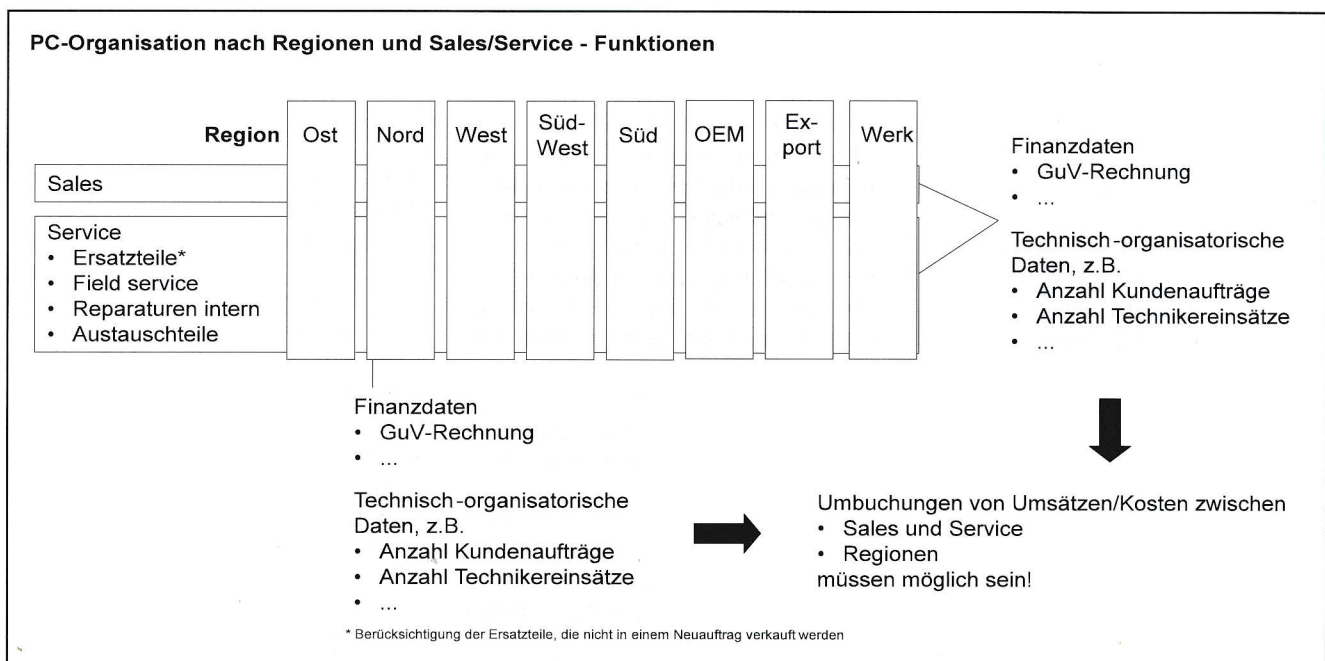 PC-Organisation nach Regionen und Sales/Service - Funktionen
Region
Ost
Nord
West
Süd-
West
Süd
OEM
Ex-
port
Werk
Sales
Service
• Ersatzteile*
• Field service
• Reparaturen intern
• Austauschteile
Finanzdaten
• GuV-Rechnung
• ...
Technisch-organisatorische
Daten, z.B.
• Anzahl Kundenaufträge
• Anzahl Technikereinsätze
• ...
Finanzdaten
• GuV-Rechnung
• ...
Technisch-organisatorische
Daten, z.B.
• Anzahl Kundenaufträge
• Anzahl Technikereinsätze
• ...
Umbuchungen von Umsätzen/Kosten zwischen
• Sales und Service
• Regionen
müssen möglich sein!
* Berücksichtigung der Ersatzteile, die nicht in einem Neuauftrag verkauft werden